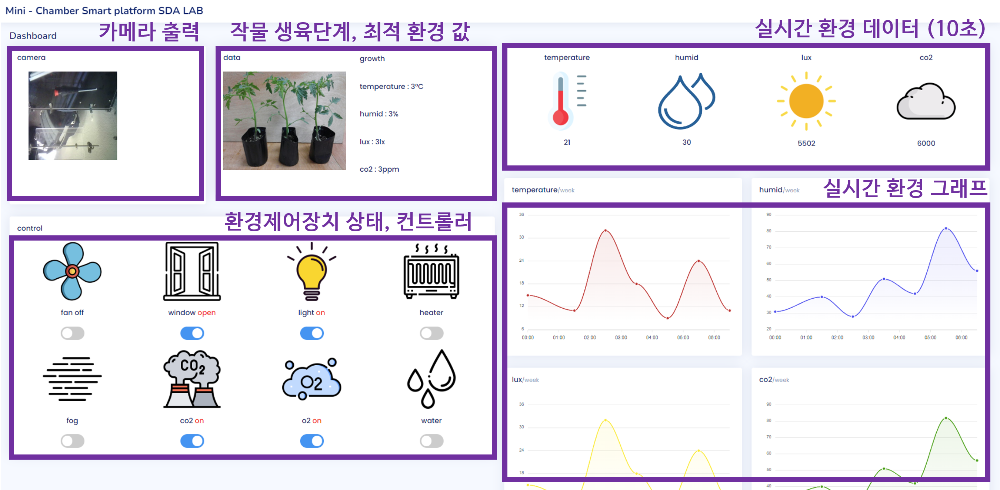 Mini - Chamber Smart platform SDA LAB
Dashboard
카메라 출력
작물 생육단계, 최적 환경 값
실시간 환경 데이터 (10초)
camera
data
growth
temperature : 3°C
humid : 3%
lux : 3lx
co2 : 3ppm
temperature
humid
lux
co2
21
30
5502
6000
control
환경제어장치 상태, 컨트롤러
fan off
window open
light on
heater
CO2
O2
fog
co2 on
o2 on
water
실시간 환경 그래프
temperature/week
36
30
24
18
12
6
00:00 01:00 02:00 03:00 04:00 05:00 06:00
humid/week
90
80
70
60
50
40
30
20
00:00 01:00 02:00 03:00 04:00 05:00 06:00
lux/week
36
30
24
18
co2/week
90
80
70
60
50
40